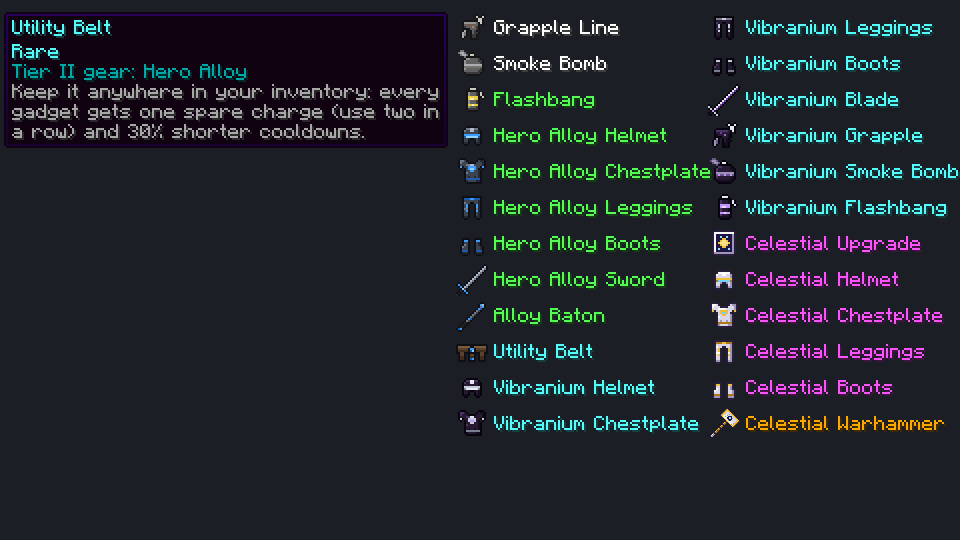 Utility Belt
Rare
Tier II gear: Hero Alloy
Keep it anywhere in your inventory: every
gadget gets one spare charge (use two in
a row) and 30% shorter cooldowns.
Grapple Line
Smoke Bomb
Flashbang
Hero Alloy Helmet
Hero Alloy Chestplate
Hero Alloy Leggings
Hero Alloy Boots
Hero Alloy Sword
Alloy Baton
Utility Belt
Vibranium Helmet
Vibranium Chestplate
Vibranium Leggings
Vibranium Boots
Vibranium Blade
Vibranium Grapple
Vibranium Smoke Bomb
Vibranium Flashbang
Celestial Upgrade
Celestial Helmet
Celestial Chestplate
Celestial Leggings
Celestial Boots
Celestial Warhammer